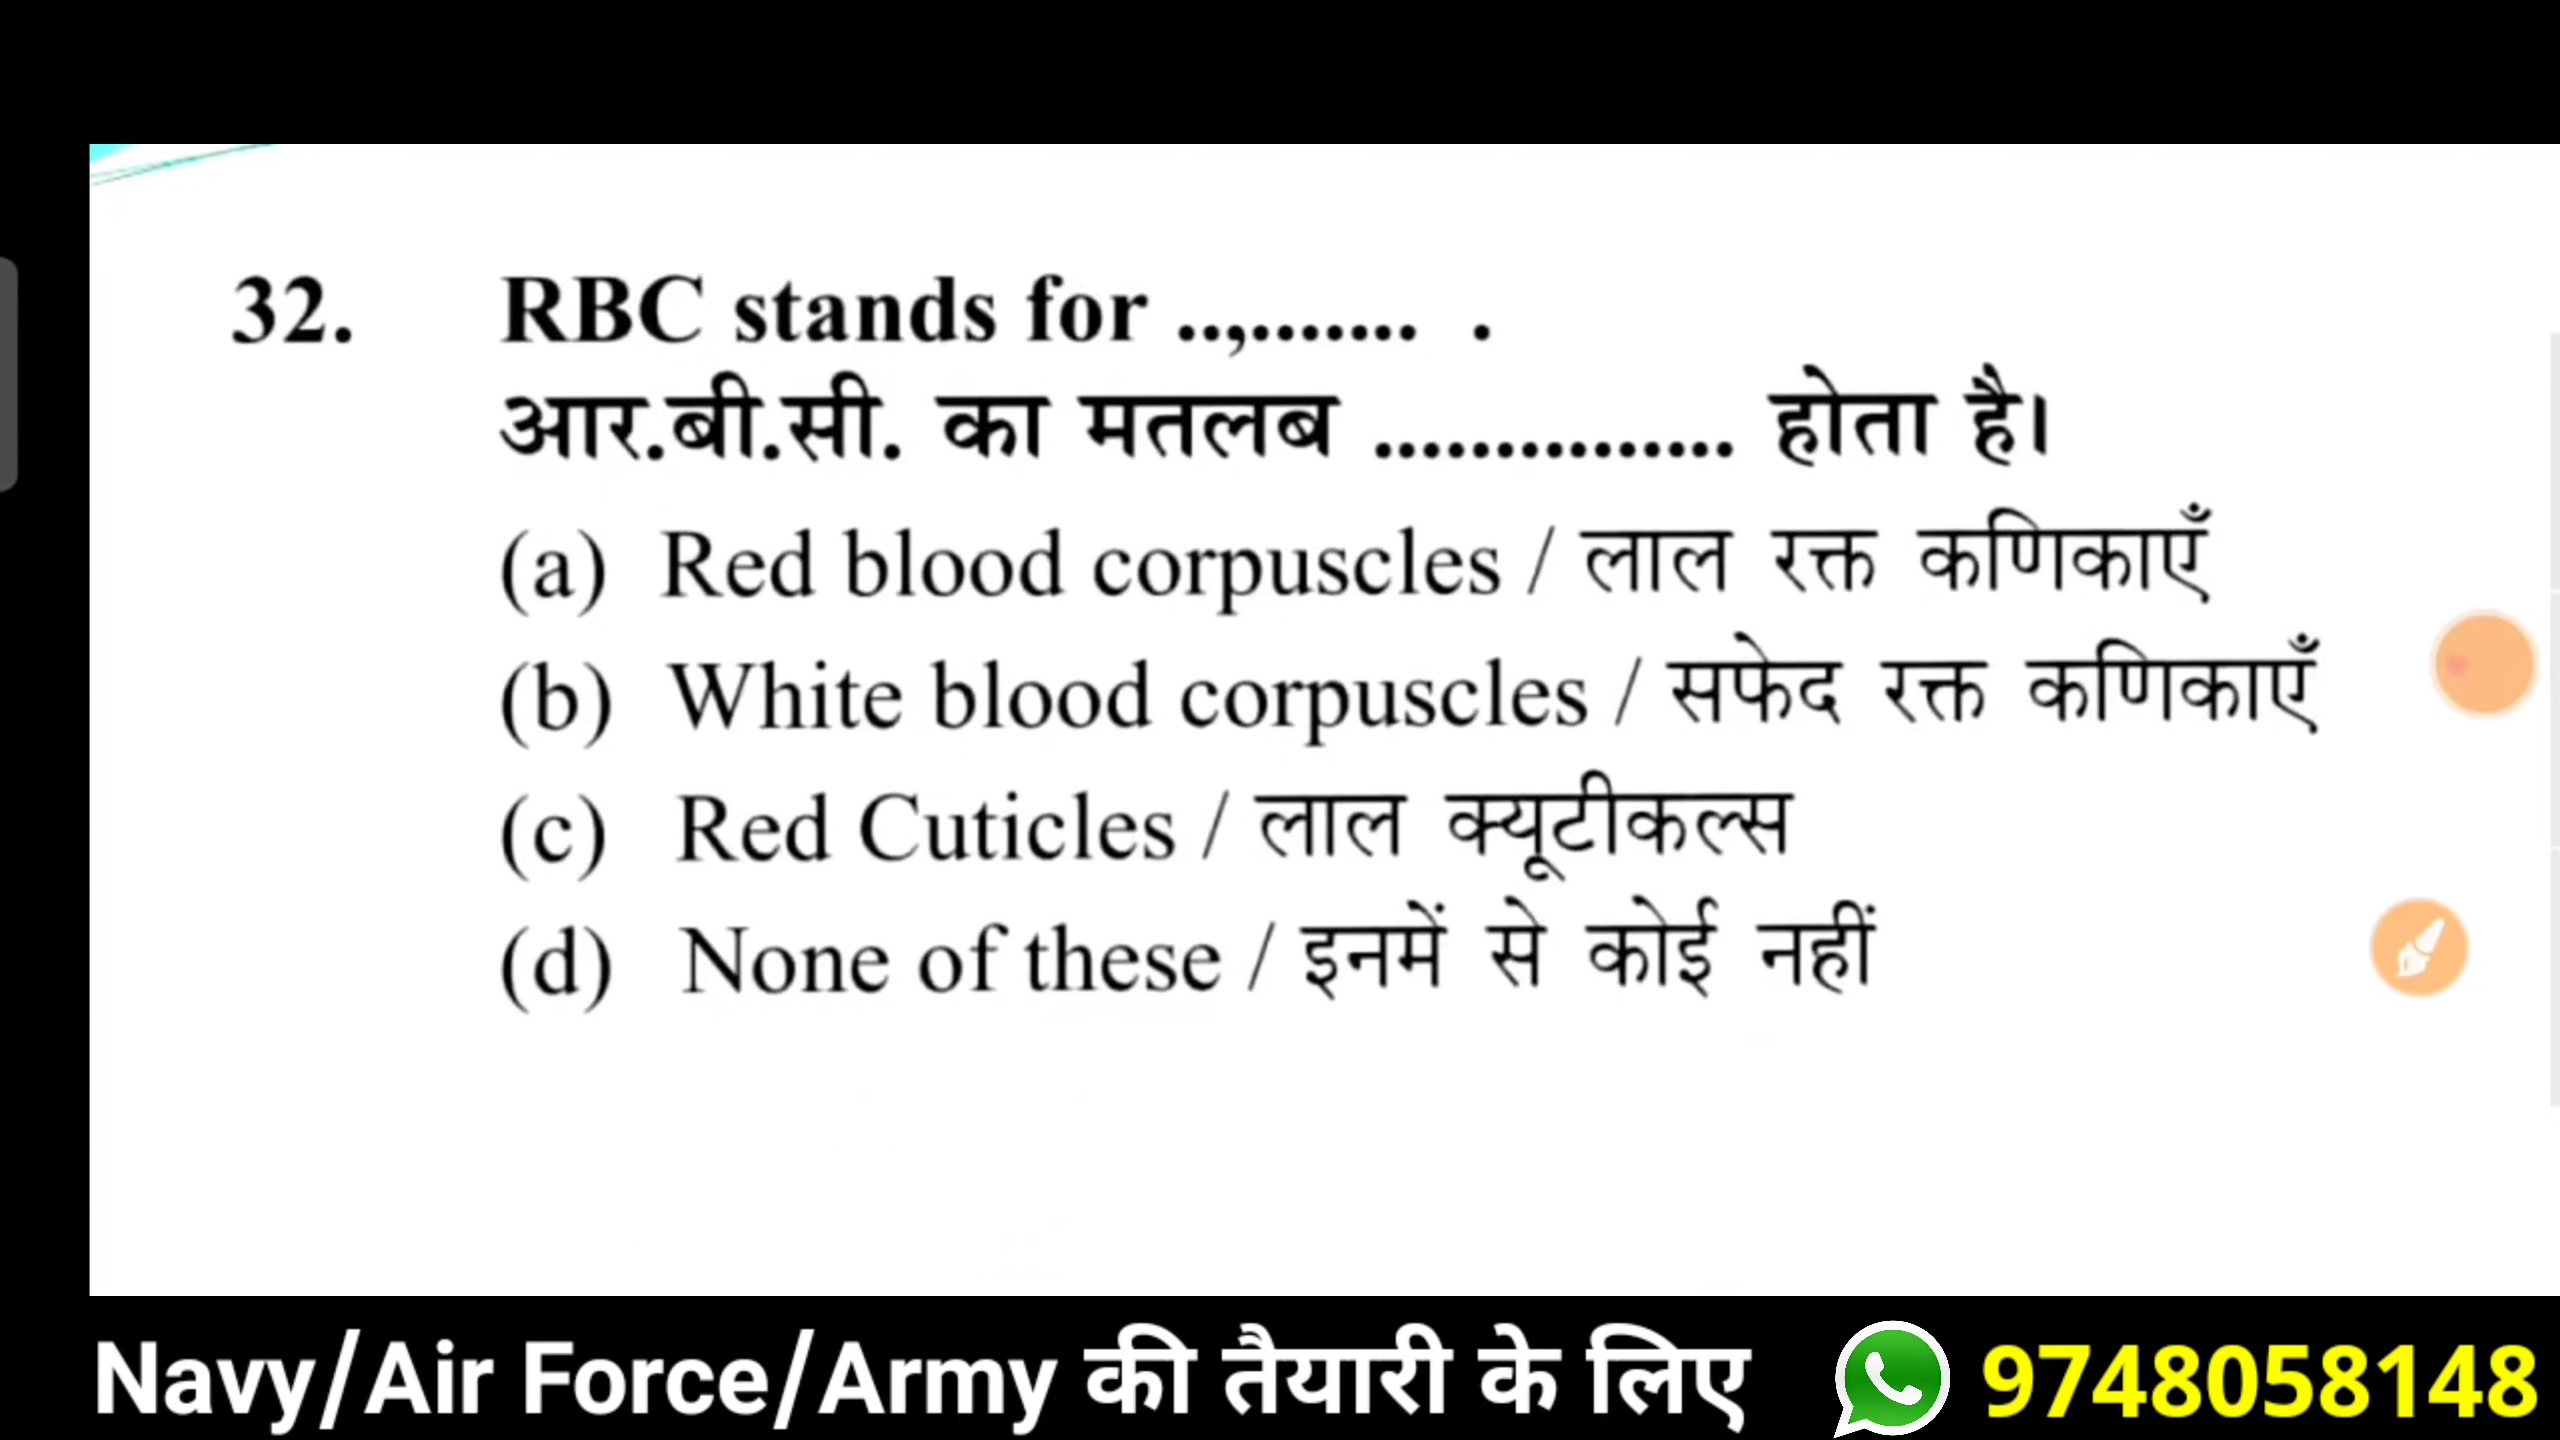 32. RBC stands for ..,....... .
आर.बी.सी. का मतलब ............... होता है।
(a) Red blood corpuscles / लाल रक्त कणिकाएँ
(b) White blood corpuscles / सफेद रक्त कणिकाएँ
(c) Red Cuticles / लाल क्यूटीकल्स
(d) None of these / इनमें से कोई नहीं
Navy/Air Force/Army की तैयारी के लिए 9748058148